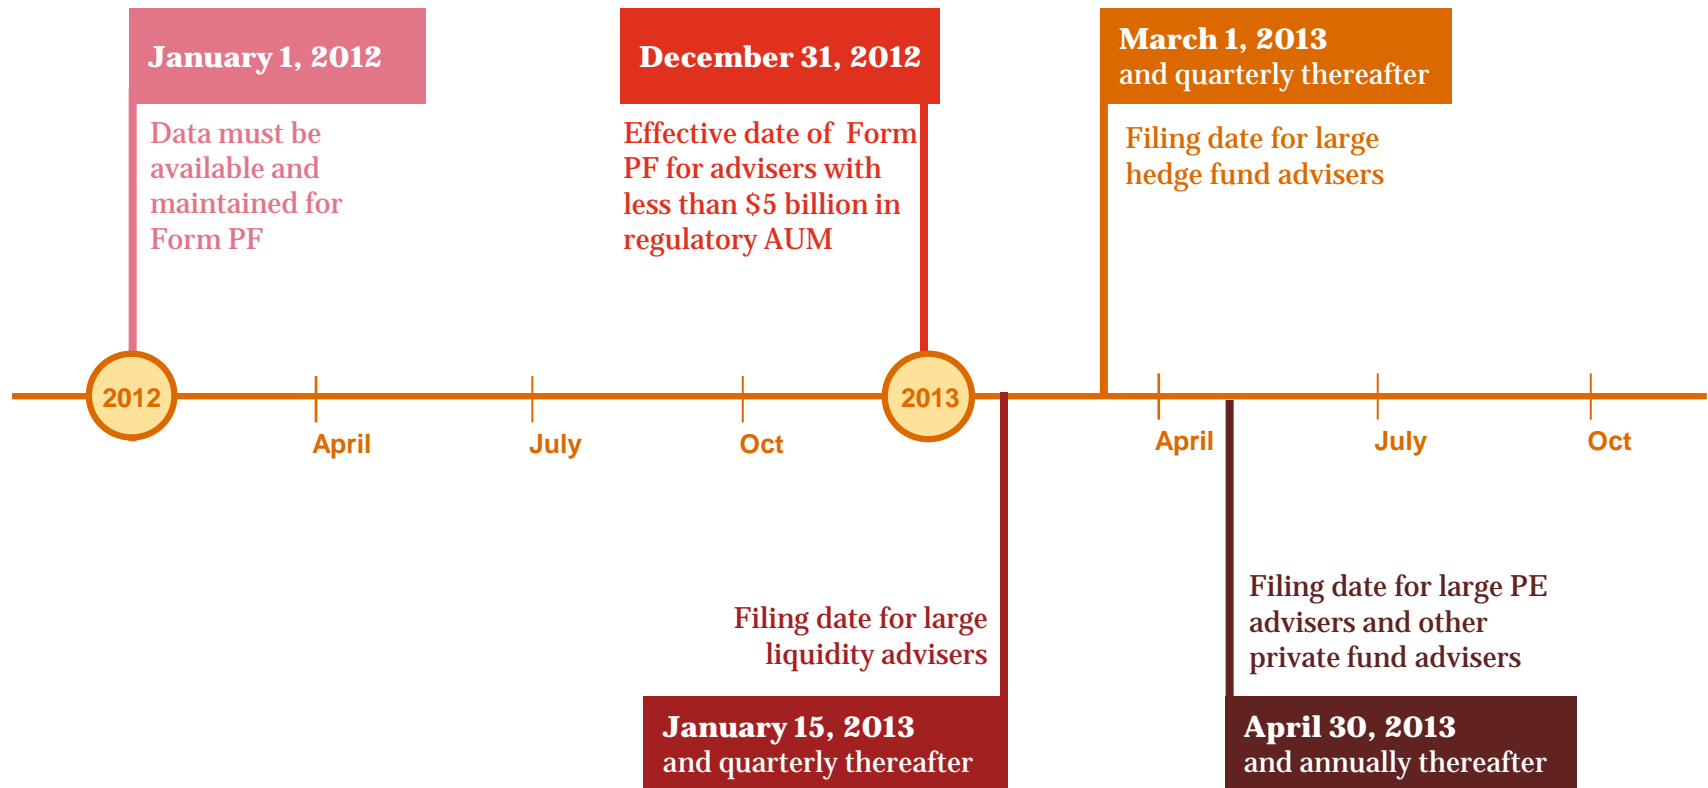 January 1, 2012
Data must be
available and
maintained for
Form PF
December 31, 2012
Effective date of  Form
PF for advisers with
less than $5 billion in
regulatory AUM
March 1, 2013
and quarterly thereafter
Filing date for large
hedge fund advisers
2012
April
July
Oct
2013
April
July
Oct
Filing date for large
liquidity advisers
January 15, 2013
and quarterly thereafter
Filing date for large PE
advisers and other
private fund advisers
April 30, 2013
and annually thereafter